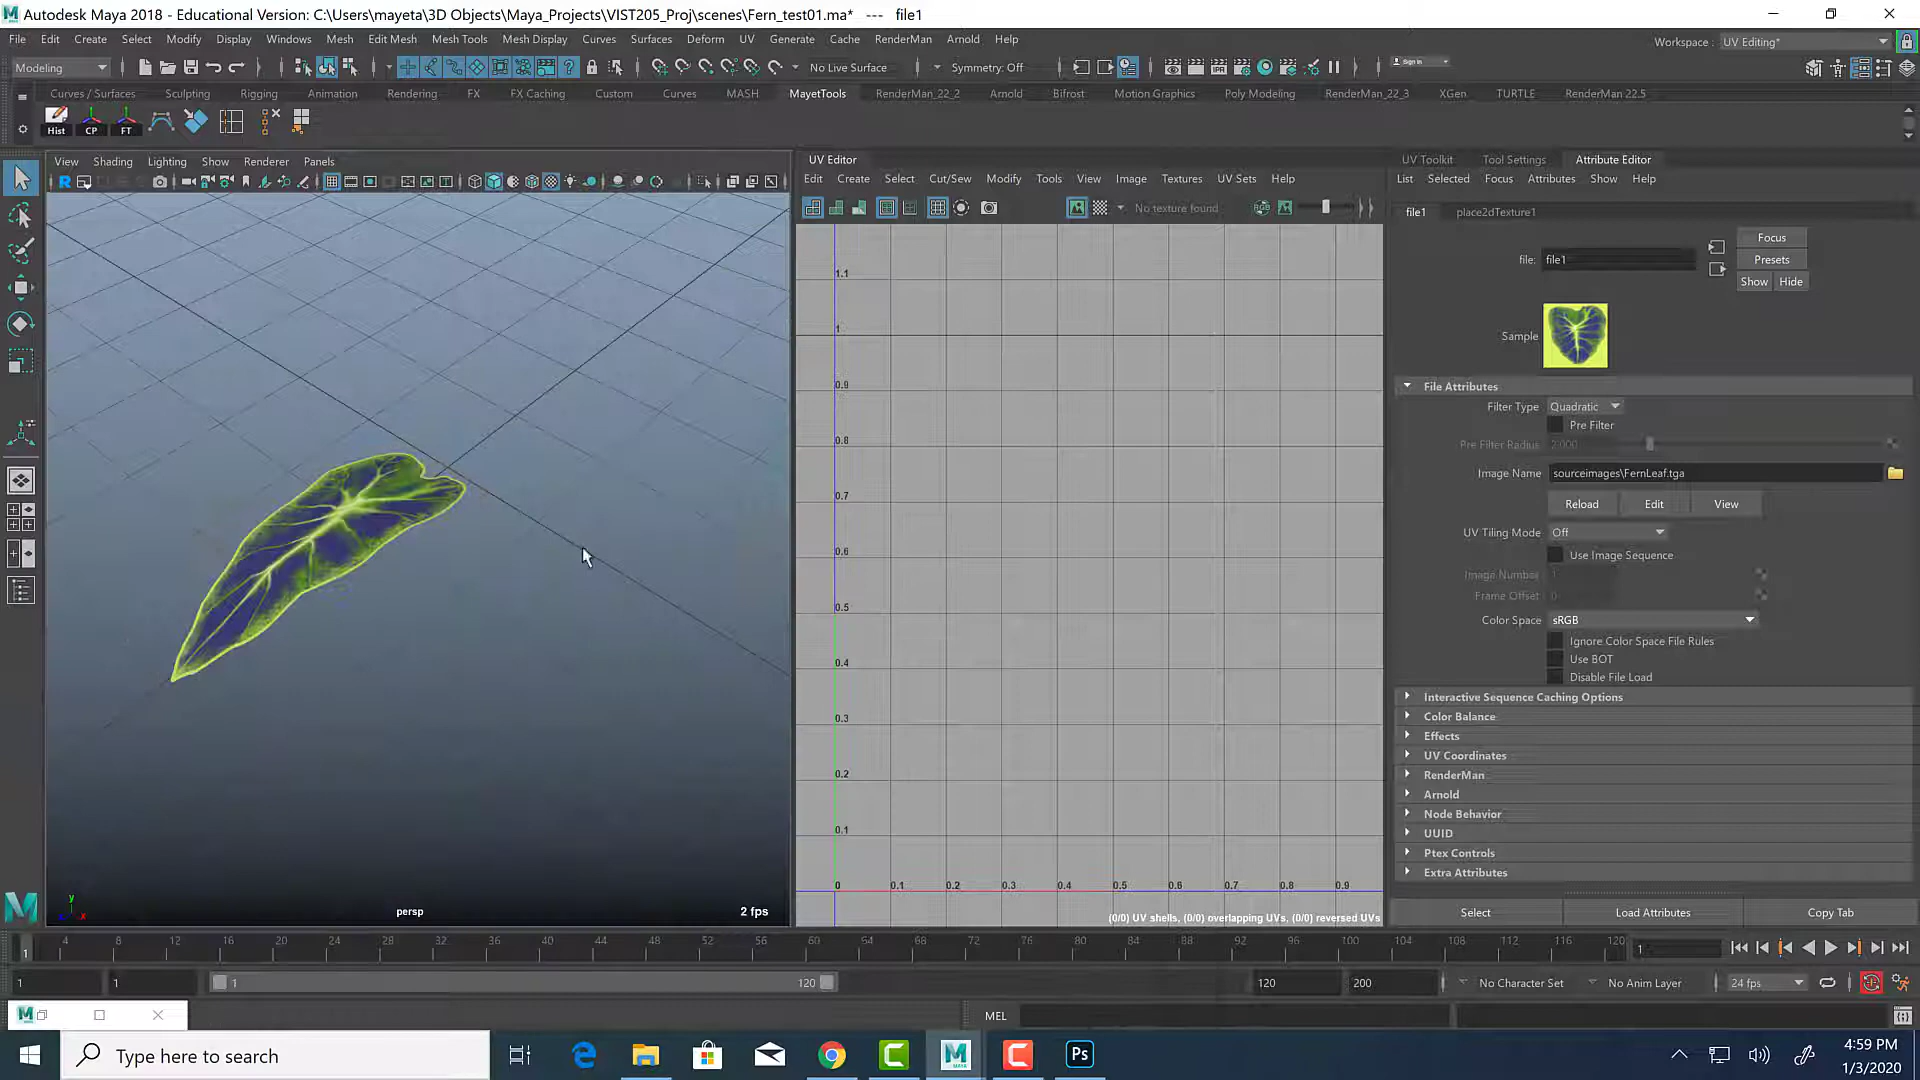 Autodesk Maya 2018 - Educational Version: C:\Users\mayeta\3D Objects\Maya_Projects\VIST205_Proj\scenes\Fern_test01.ma* --- file1
File Edit Create Select Modify Display Windows Mesh Edit Mesh Mesh Tools Mesh Display Curves Surfaces Deform UV Generate Cache RenderMan Arnold Help
Workspace : UV Editing*
Modeling No Live Surface Symmetry: Off Sign in
Curves / Surfaces Sculpting Rigging Animation Rendering FX FX Caching Custom Curves MASH MayetTools RenderMan_22_2 Arnold Bifrost Motion Graphics Poly Modeling RenderMan_22_3 XGen TURTLE RenderMan 22.5
Hist CP FT
View Shading Lighting Show Renderer Panels
UV Editor
Edit Create Select Cut/Sew Modify Tools View Image Textures UV Sets Help
No texture found
1.1
1
0.9
0.8
0.7
0.6
0.5
0.4
0.3
0.2
0.1
0 0.1 0.2 0.3 0.4 0.5 0.6 0.7 0.8 0.9
(0/0) UV shells, (0/0) overlapping UVs, (0/0) reversed UVs
y
x
persp
2 fps
UV Toolkit Tool Settings Attribute Editor
List Selected Focus Attributes Show Help
file1 place2dTexture1
file: file1
Focus
Presets
Show Hide
Sample
File Attributes
Filter Type Quadratic
Pre Filter
Pre Filter Radius 2.000
Image Name sourceimages\FernLeaf.tga
Reload Edit View
UV Tiling Mode Off
Use Image Sequence
Image Number 1
Frame Offset 0
Color Space sRGB
Ignore Color Space File Rules
Use BOT
Disable File Load
Interactive Sequence Caching Options
Color Balance
Effects
UV Coordinates
RenderMan
Arnold
Node Behavior
UUID
Ptex Controls
Extra Attributes
Select Load Attributes Copy Tab
1 4 8 12 16 20 24 28 32 36 40 44 48 52 56 60 64 68 72 76 80 84 88 92 96 100 104 108 112 116 120 1
1 1 1 120 120 200 No Character Set No Anim Layer 24 fps
MEL
Type here to search
Ps
4:59 PM
1/3/2020